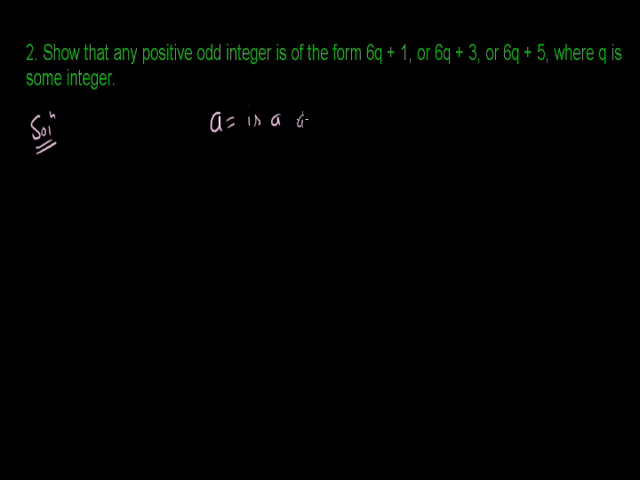 2. Show that any positive odd integer is of the form 6q + 1, or 6q + 3, or 6q + 5, where q is
some integer.
Solⁿ a = is a